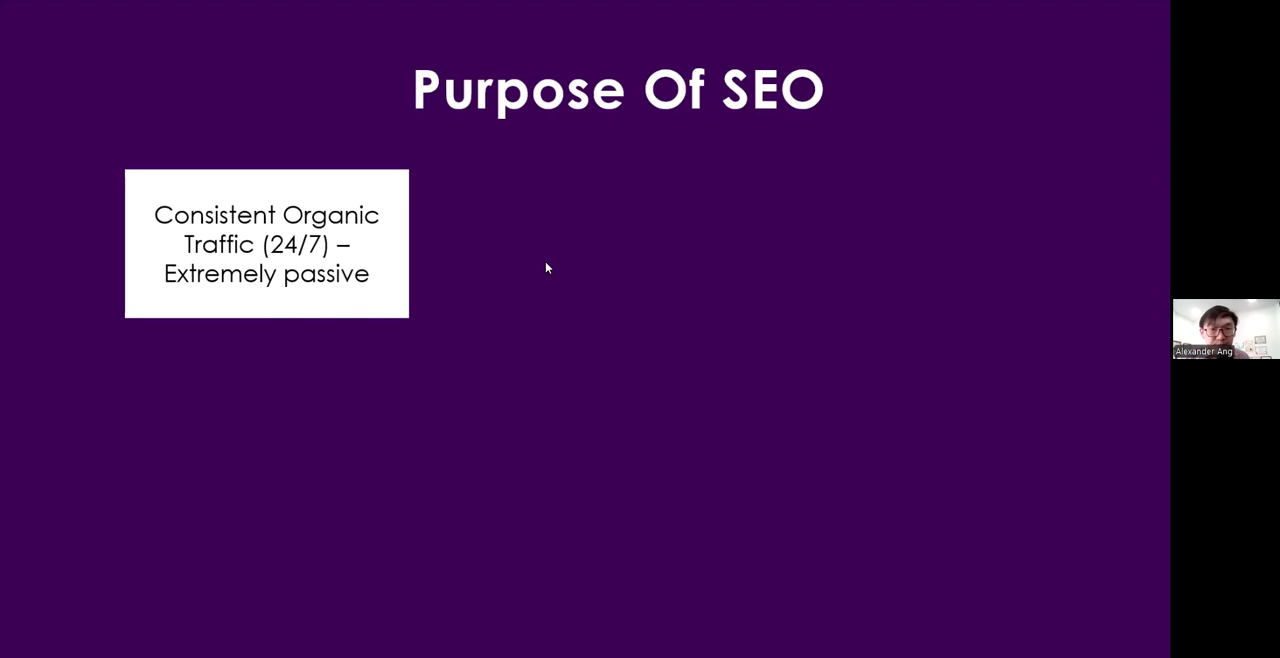 Purpose Of SEO
Consistent Organic
Traffic (24/7) –
Extremely passive
Alexander Ang